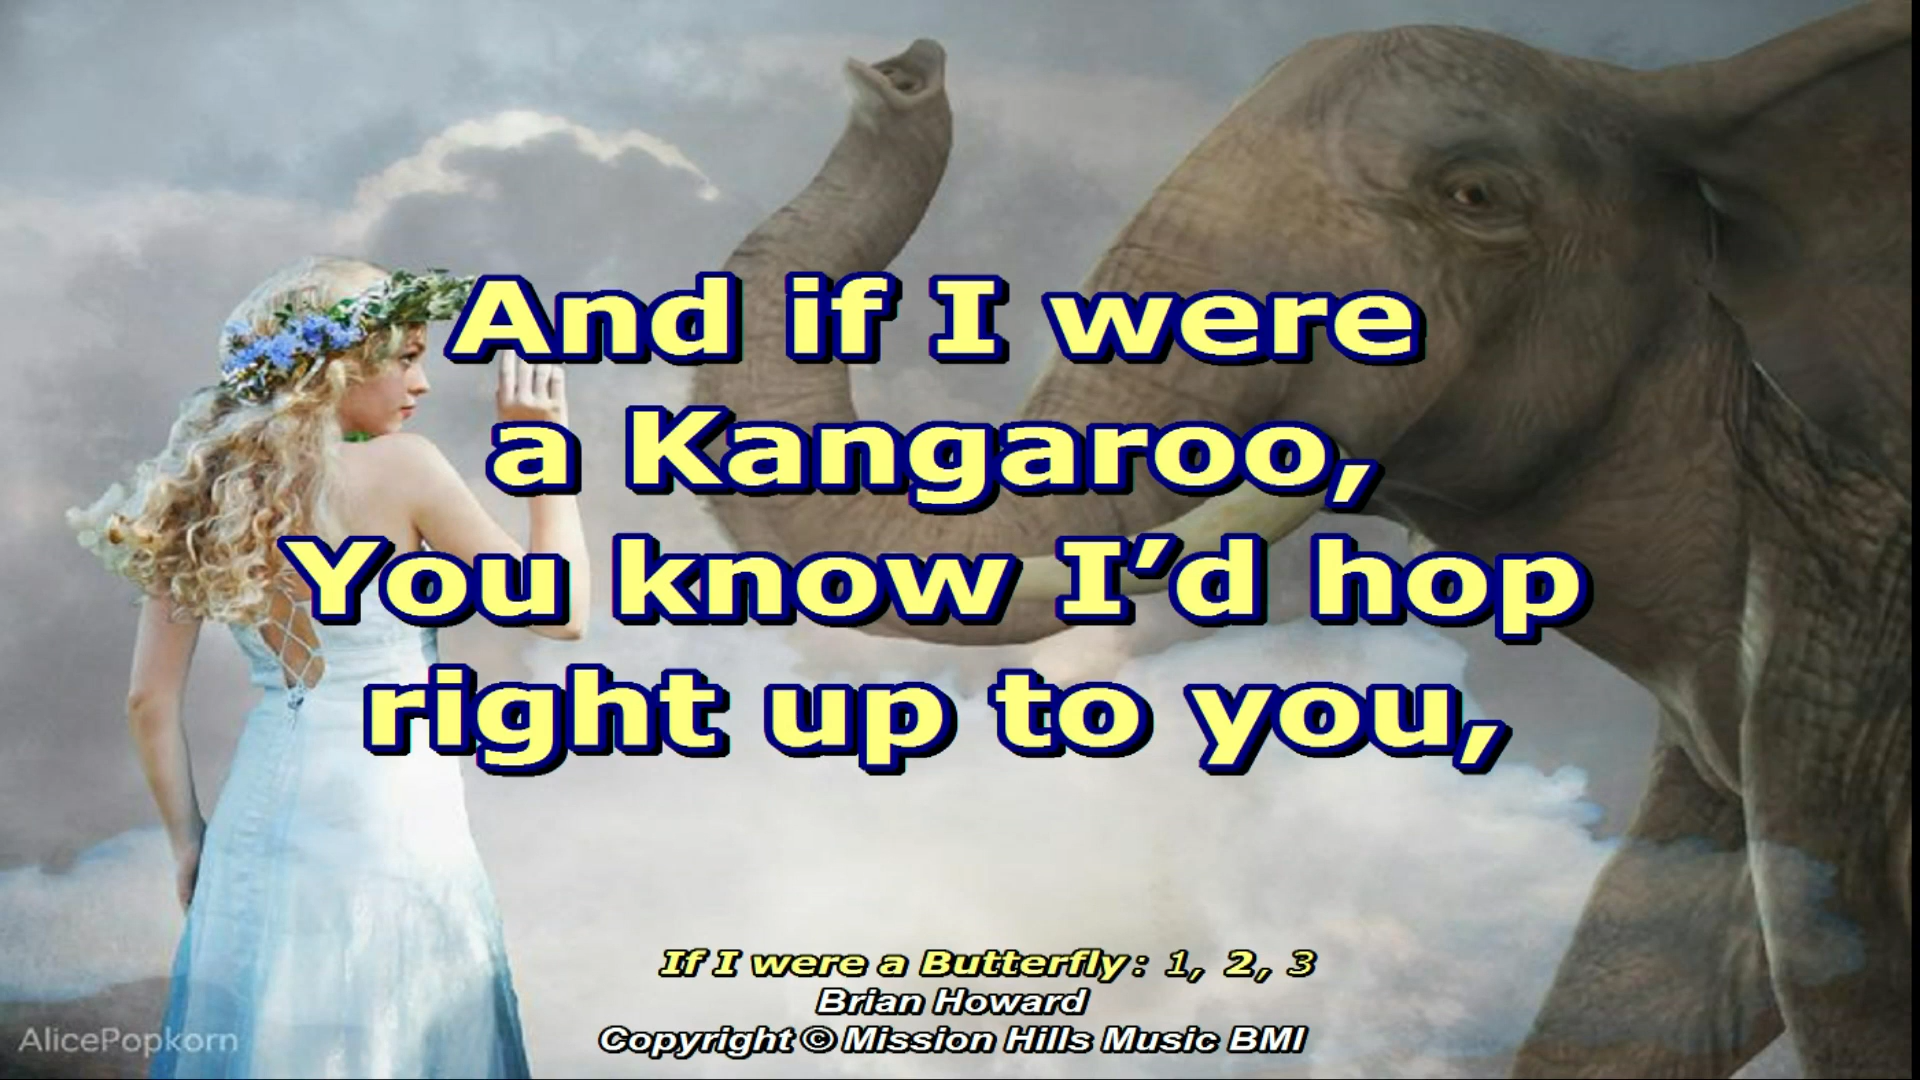 And if I were
a Kangaroo,
You know I’d hop
right up to you,
If I were a Butterfly: 1, 2, 3
Brian Howard
Copyright © Mission Hills Music BMI
AlicePopkorn